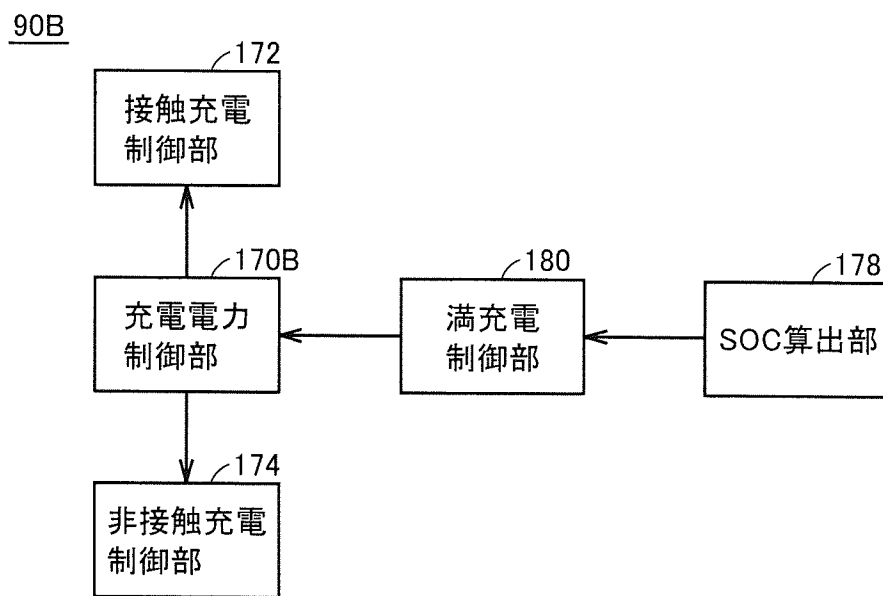 90B
172
接触充電
制御部
170B
充電電力
制御部
180
満充電
制御部
178
SOC算出部
174
非接触充電
制御部